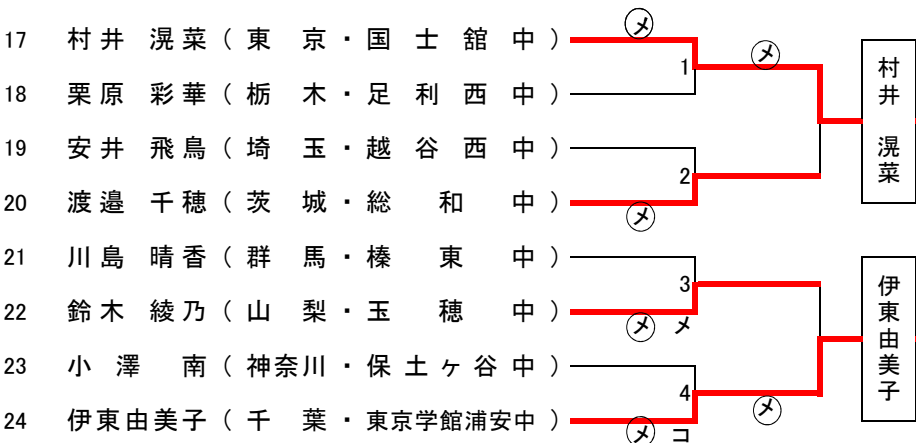 メ
17 村井 滉菜(東 京・国 士 舘 中)
メ
1
村井 滉菜
18 栗原 彩華(栃 木・足 利 西 中)
19 安井 飛鳥(埼 玉・越 谷 西 中)
2
20 渡邉 千穂(茨 城・総 和 中)
メ
21 川島 晴香(群 馬・榛 東 中)
3
伊東由美子
22 鈴木 綾乃(山 梨・玉 穂 中)
メ メ
23 小澤 南(神奈川・保土ヶ谷中)
4
メ
24 伊東由美子(千 葉・東京学館浦安中)
メ コ